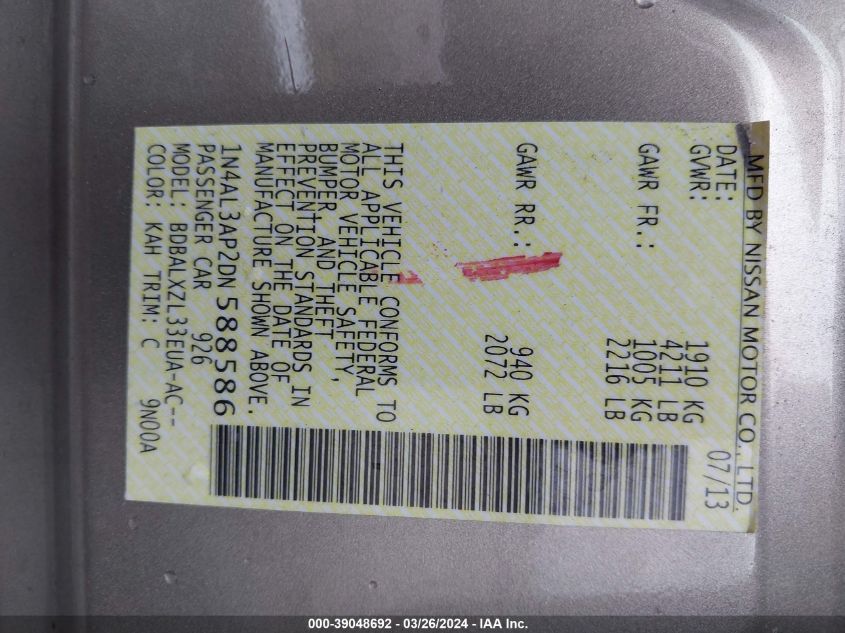 MFD BY NISSAN MOTOR CO., LTD.
DATE: 07/13
GVWR: 1910 KG
4211 LB
GAWR FR.: 1005 KG
2216 LB
GAWR RR.: 940 KG
2072 LB
THIS VEHICLE CONFORMS TO
ALL APPLICABLE FEDERAL
MOTOR VEHICLE SAFETY,
BUMPER AND THEFT
PREVENTION STANDARDS IN
EFFECT ON THE DATE OF
MANUFACTURE SHOWN ABOVE.
1N4AL3AP2DN588586
PASSENGER CAR 926
MODEL: BDBALXZL33EUA-AC--
COLOR: KAH TRIM: C 9N00A
000-39048692 - 03/26/2024 - IAA Inc.